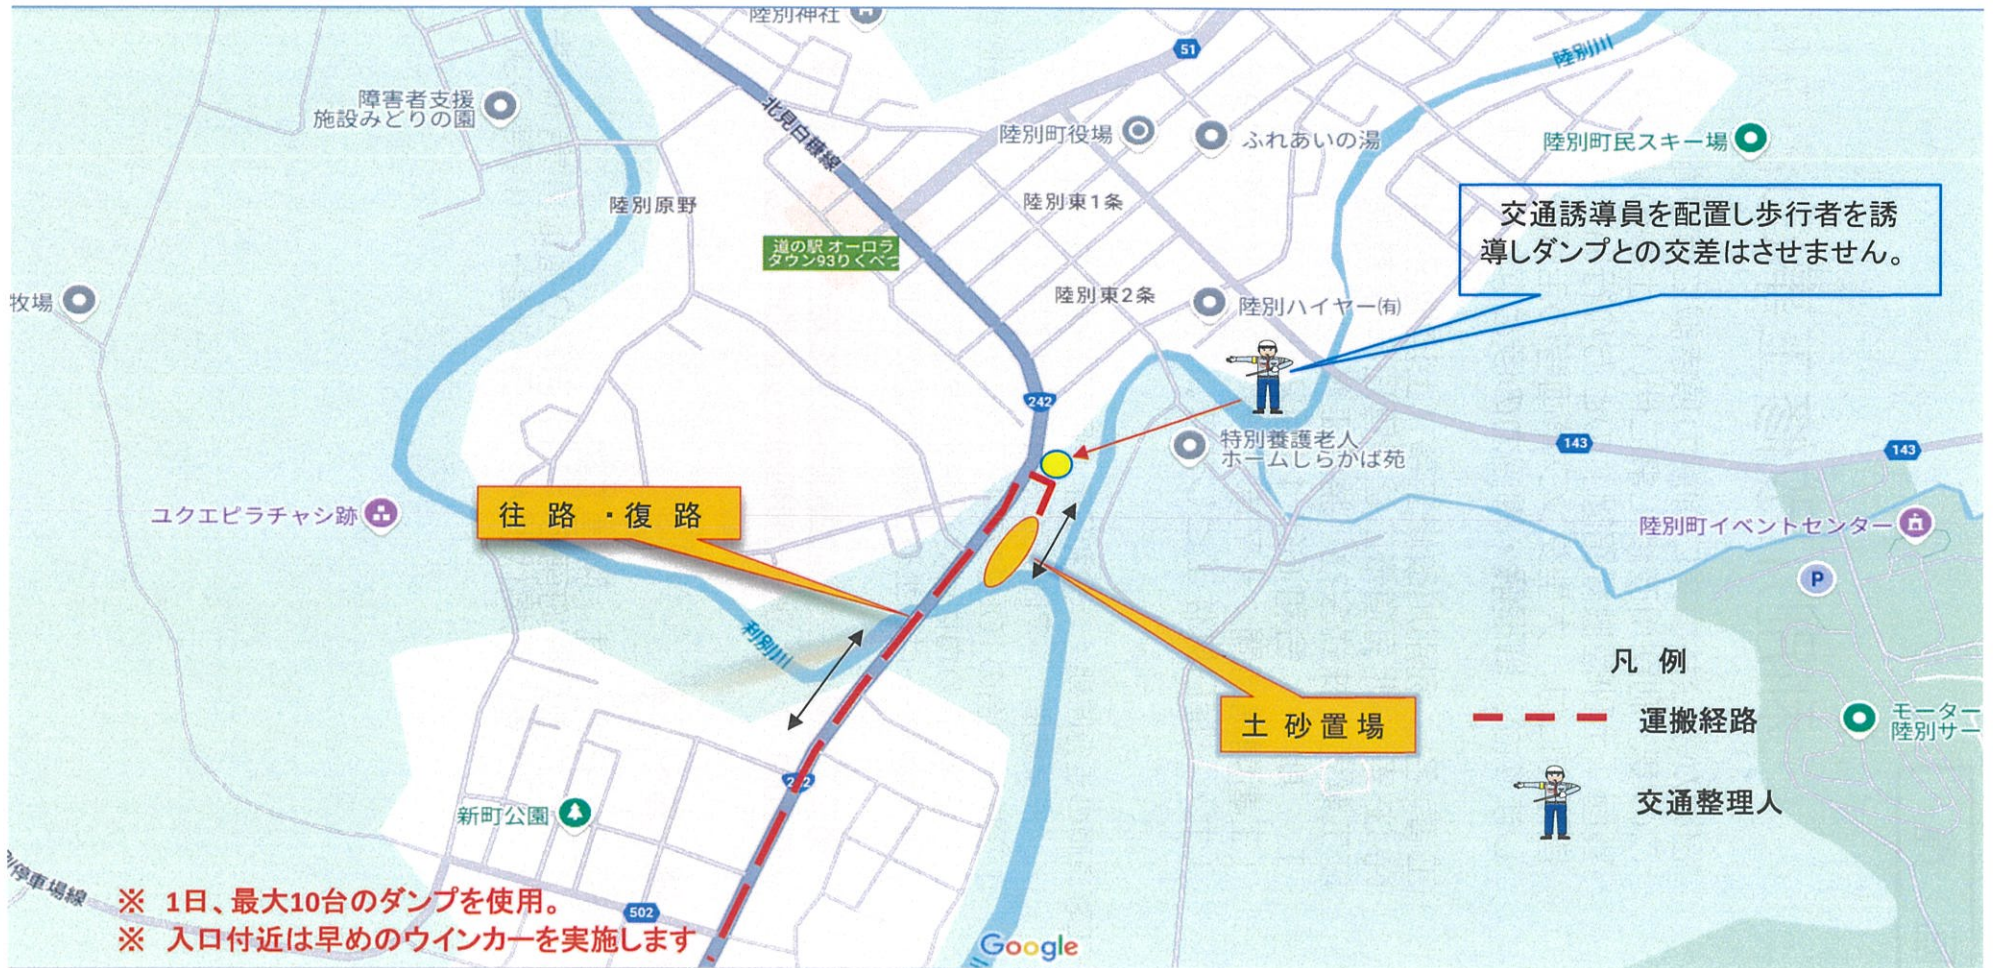 陸別神社
51
陸別川
障害者支援
施設みどりの園
北見白糠線
陸別町役場
ふれあいの湯
陸別町民スキー場
陸別原野
陸別東1条
交通誘導員を配置し歩行者を誘
導しダンプとの交差はさせません。
道の駅 オーロラ
タウン93りくべつ
牧場
陸別東2条
陸別ハイヤー㈲
242
特別養護老人
ホームしらかば苑
143
143
ユクエピラチャシ跡
往 路 ・ 復 路
陸別町イベントセンター
P
利別川
凡 例
土 砂 置 場
運搬経路
モーター
陸別サー
交通整理人
新町公園
停車場線
502
※ 1日、最大10台のダンプを使用。
※ 入口付近は早めのウインカーを実施します
Google